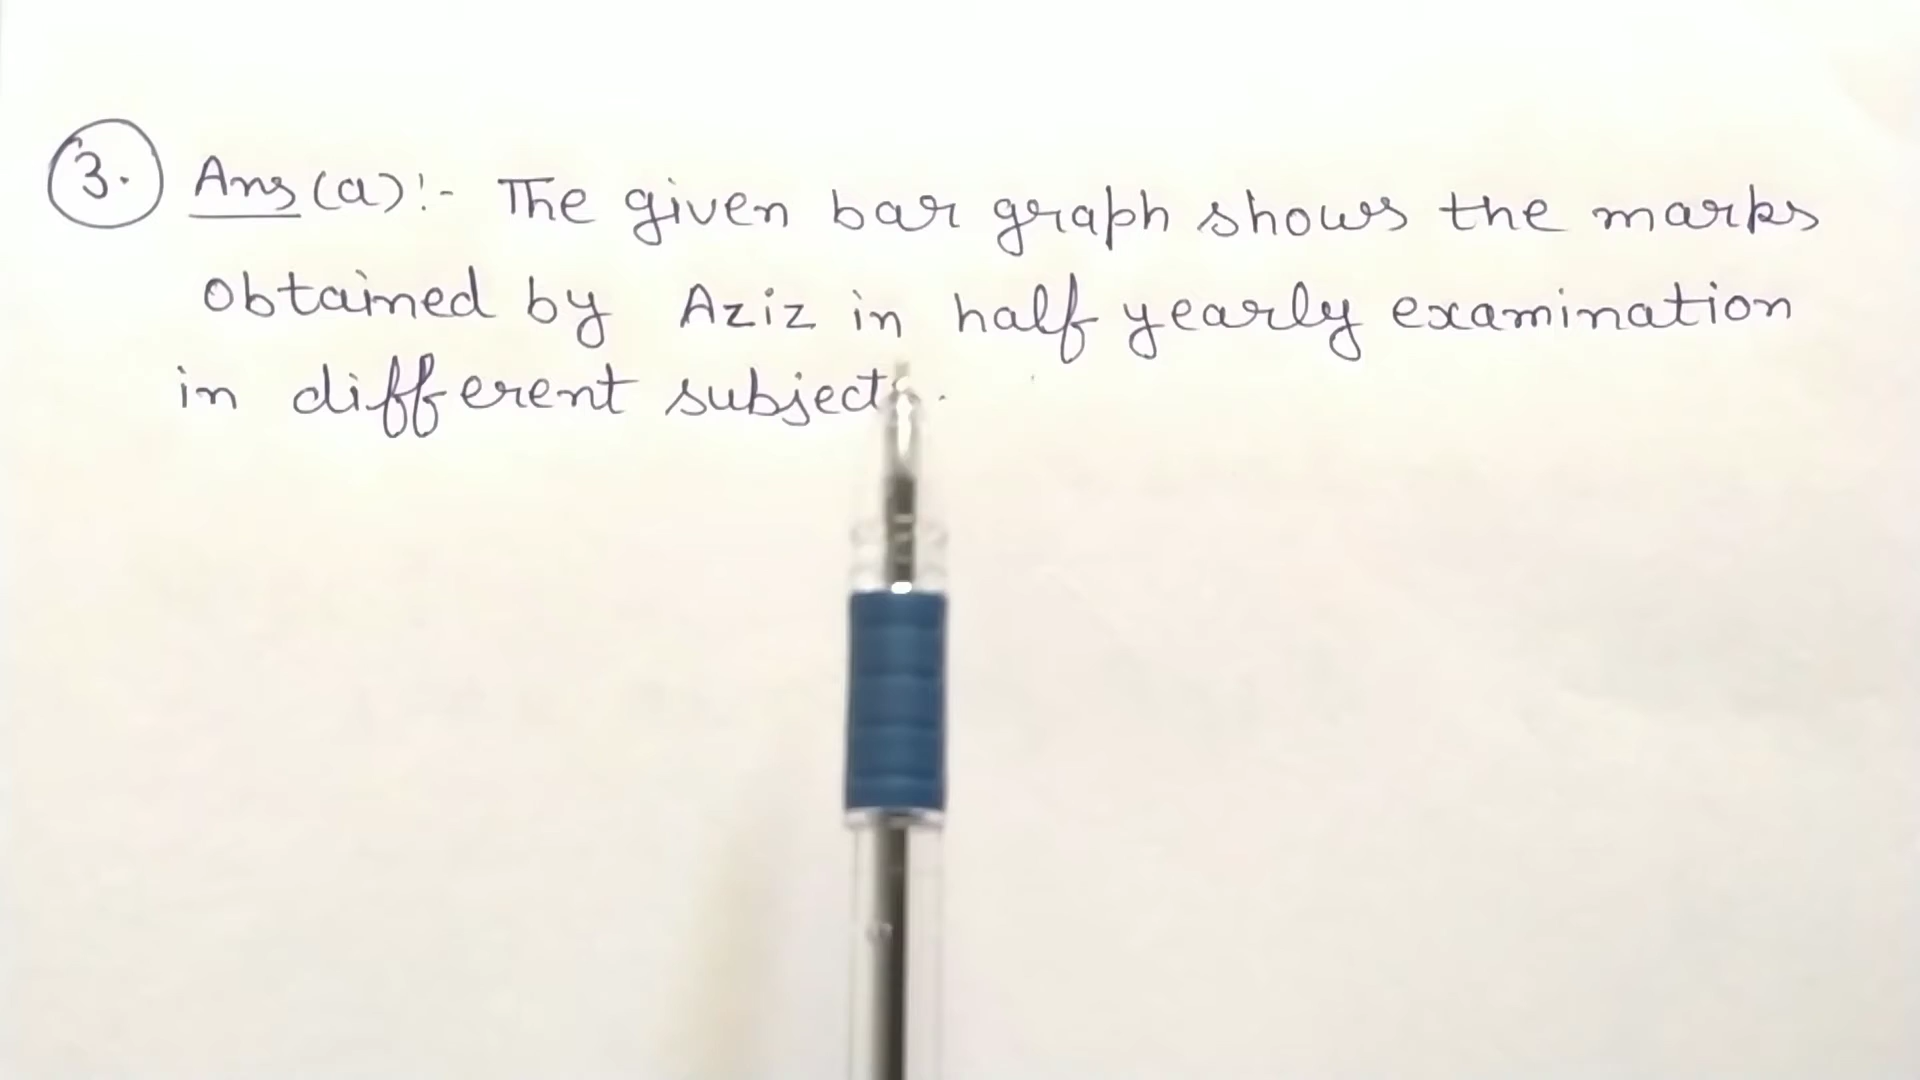 3. Ans (a):- The given bar graph shows the marks
obtained by Aziz in half yearly examination
in different subjects.